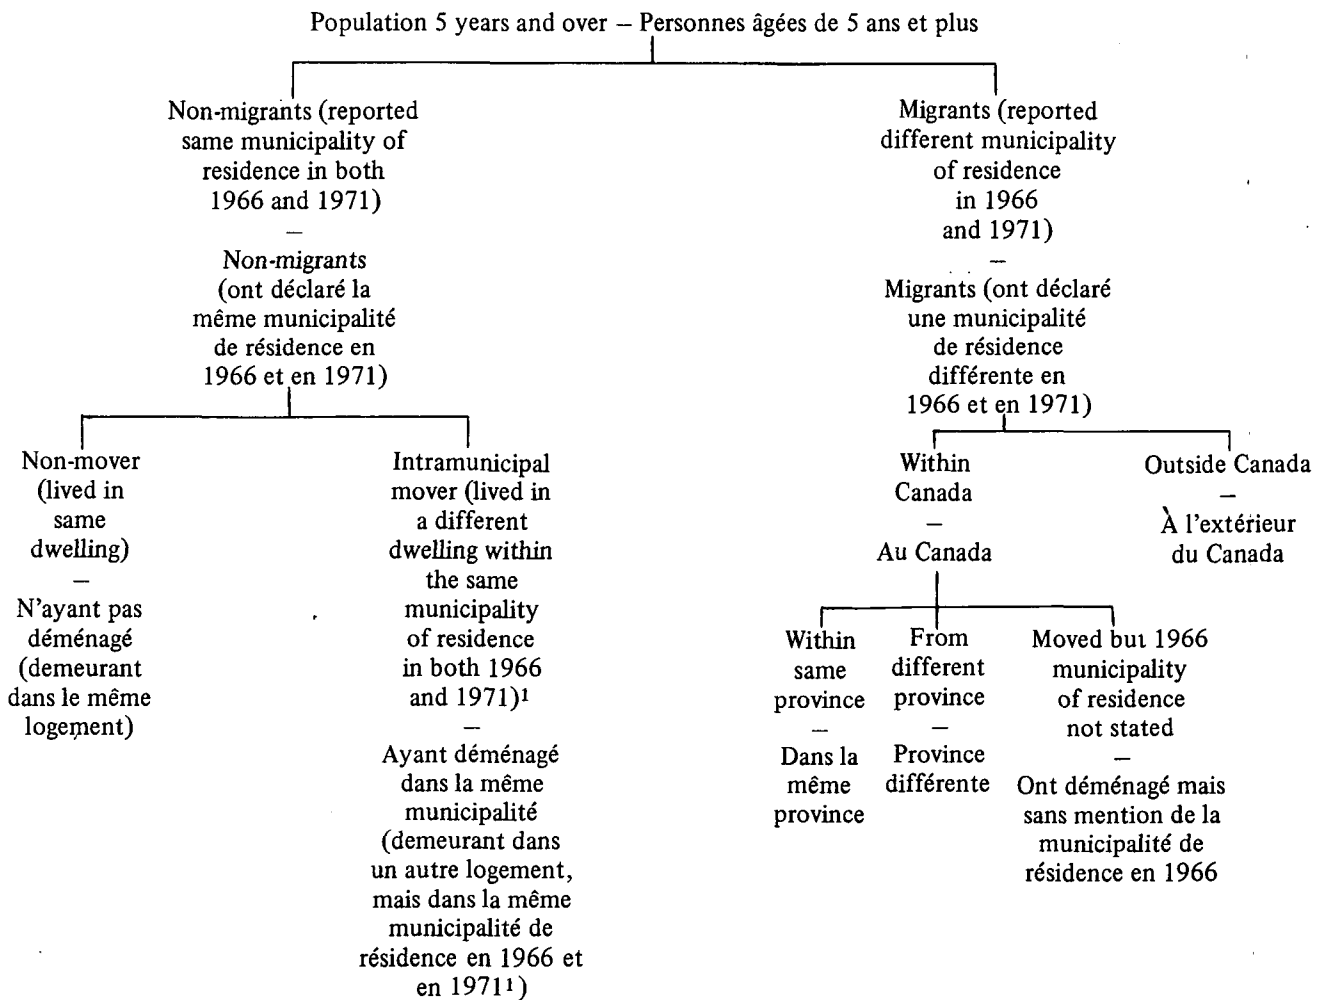 Population 5 years and over – Personnes âgées de 5 ans et plus
Non-migrants (reported
same municipality of
residence in both
1966 and 1971)
—
Non-migrants
(ont déclaré la
même municipalité
de résidence en
1966 et en 1971)
Migrants (reported
different municipality
of residence
in 1966
and 1971)
—
Migrants (ont déclaré
une municipalité
de résidence
différente en
1966 et en 1971)
Non-mover
(lived in
same
dwelling)
—
N'ayant pas
déménagé
(demeurant
dans le même
logement)
Intramunicipal
mover (lived in
a different
dwelling within
the same
municipality
of residence
in both 1966
and 1971)¹
—
Ayant déménagé
dans la même
municipalité
(demeurant dans
un autre logement,
mais dans la même
municipalité de
résidence en 1966 et
en 1971¹)
Within
Canada
—
Au Canada
Outside Canada
—
À l'extérieur
du Canada
Within
same
province
—
Dans la
même
province
From
different
province
—
Province
différente
Moved but 1966
municipality
of residence
not stated
—
Ont déménagé mais
sans mention de la
municipalité de
résidence en 1966